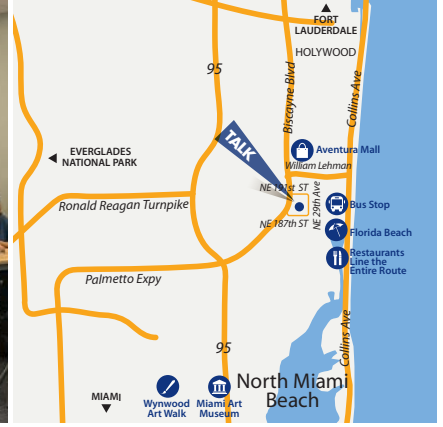 FORT
LAUDERDALE
HOLYWOOD
95
Biscayne Blvd
Collins Ave
TALK
Aventura Mall
William Lehman
EVERGLADES
NATIONAL PARK
NE 191st ST
NE 29th Ave
Bus Stop
Ronald Reagan Turnpike
NE 187th ST
Florida Beach
Restaurants
Line the
Entire Route
Palmetto Expy
Collins Ave
95
North Miami
Beach
MIAMI
Wynwood
Art Walk
Miami Art
Museum